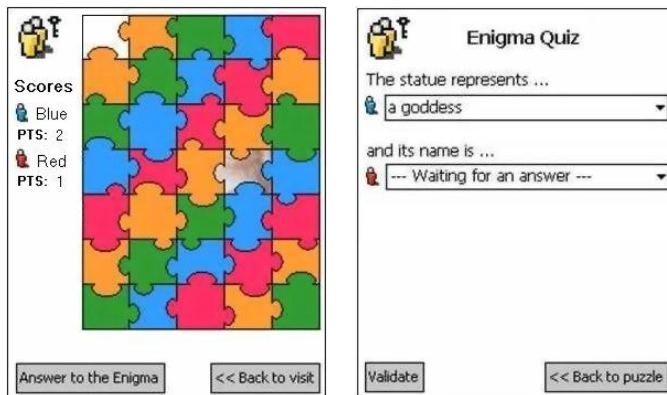 Scores
Blue
PTS: 2
Red
PTS: 1
Answer to the Enigma
<< Back to visit
Enigma Quiz
The statue represents ...
a goddess
and its name is ...
--- Waiting for an answer ---
Validate
<< Back to puzzle